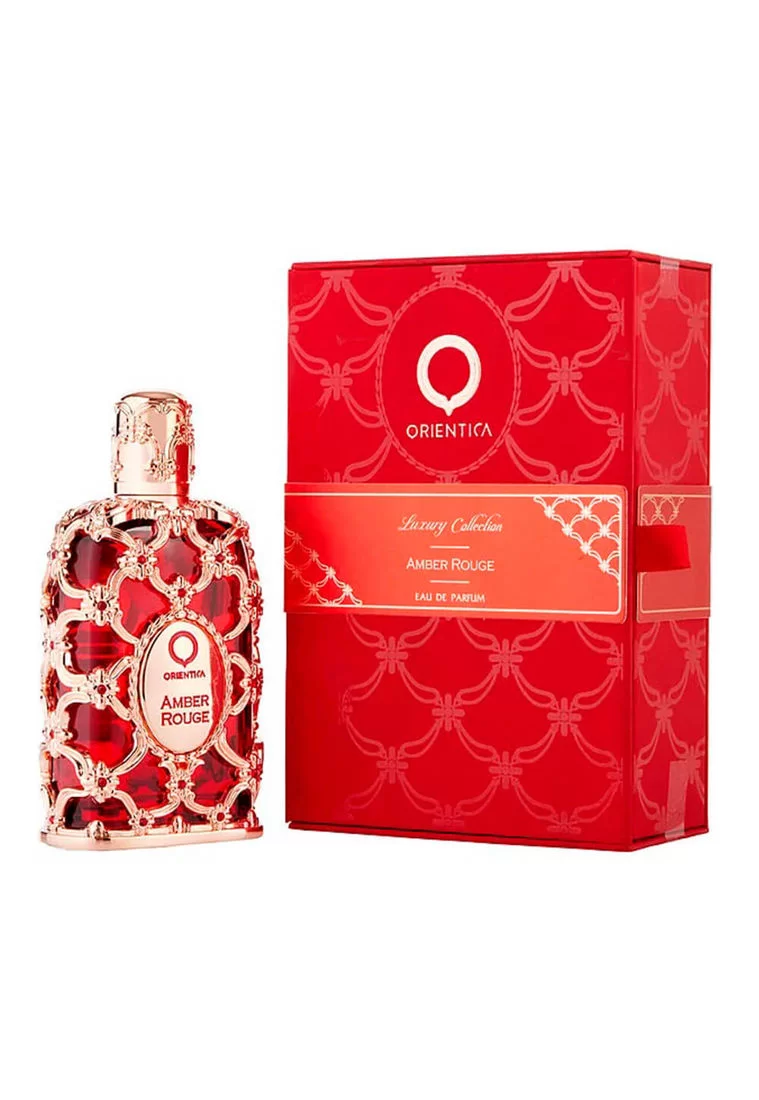 ORIENTICA
Luxury Collection
AMBER ROUGE
EAU DE PARFUM
ORIENTICA
AMBER
ROUGE